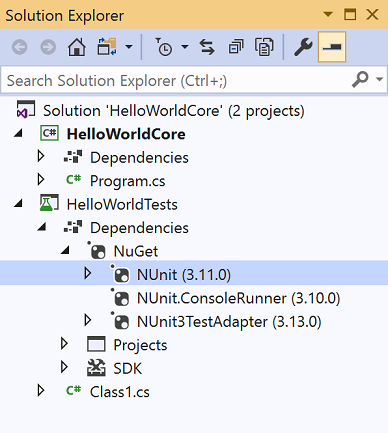 Solution Explorer
Search Solution Explorer (Ctrl+;)
Solution 'HelloWorldCore' (2 projects)
C# HelloWorldCore
Dependencies
C# Program.cs
HelloWorldTests
Dependencies
NuGet
NUnit (3.11.0)
NUnit.ConsoleRunner (3.10.0)
NUnit3TestAdapter (3.13.0)
Projects
SDK
C# Class1.cs